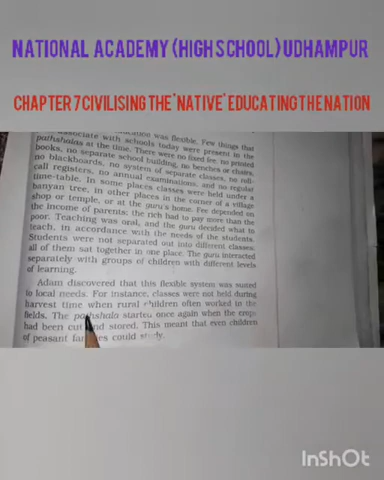 NATIONAL ACADEMY (HIGH SCHOOL) UDHAMPUR
CHAPTER 7 CIVILISING THE 'NATIVE' EDUCATING THE NATION
associate with schools today were present in the
pathshalas at the time. There were no fixed fee, no printed
books, no separate school building, no benches or chairs,
no blackboards, no system of separate classes, no roll-
call registers, no annual examinations, and no regular
time-table. In some places classes were held under a
banyan tree, in other places in the corner of a village
shop or temple, or at the guru's home. Fee depended on
the income of parents: the rich had to pay more than the
poor. Teaching was oral, and the guru decided what to
teach, in accordance with the needs of the students.
Students were not separated out into different classes:
all of them sat together in one place. The guru interacted
separately with groups of children with different levels
of learning.
Adam discovered that this flexible system was suited
to local needs. For instance, classes were not held during
harvest time when rural children often worked in the
fields. The pathshala started once again when the crops
had been cut and stored. This meant that even children
of peasant families could study.
InShOt